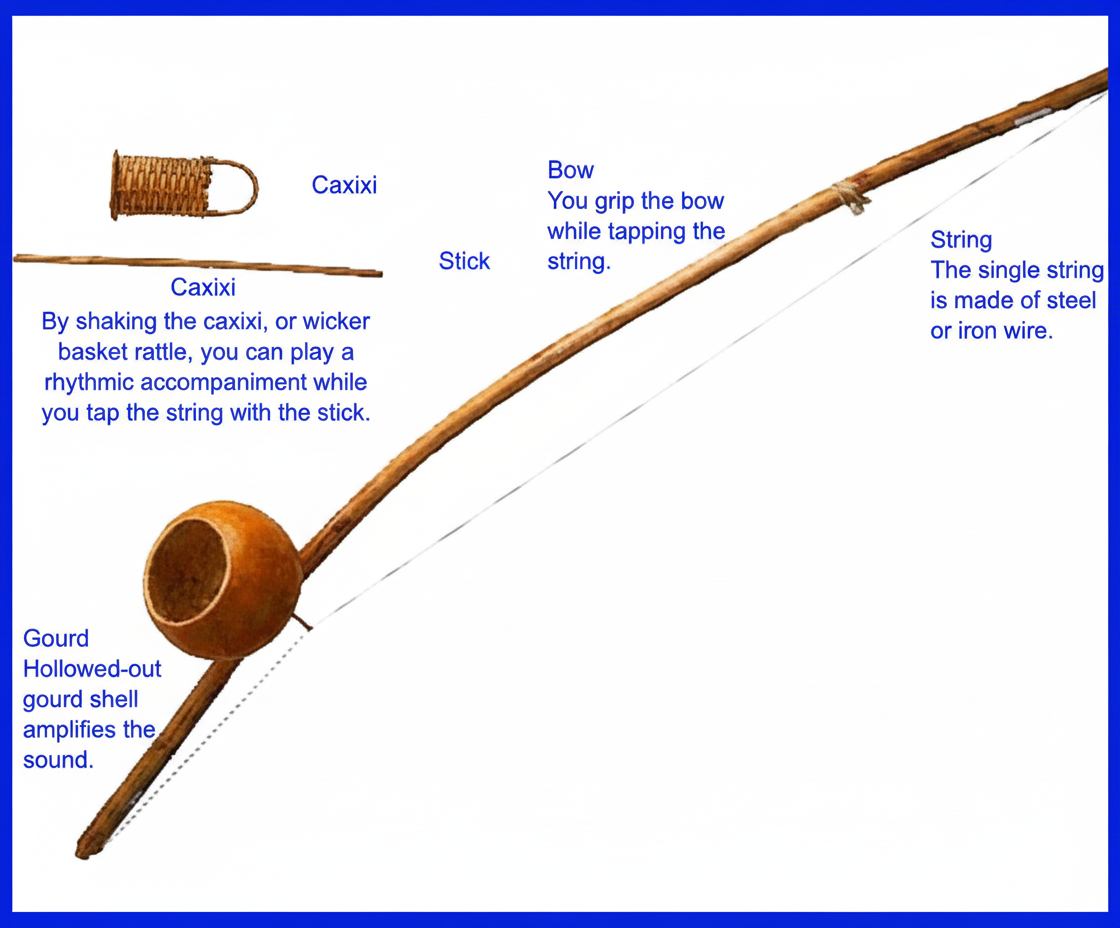 Caxixi
Stick
Caxixi
By shaking the caxixi, or wicker
basket rattle, you can play a
rhythmic accompaniment while
you tap the string with the stick.
Bow
You grip the bow
while tapping the
string.
String
The single string
is made of steel
or iron wire.
Gourd
Hollowed-out
gourd shell
amplifies the
sound.